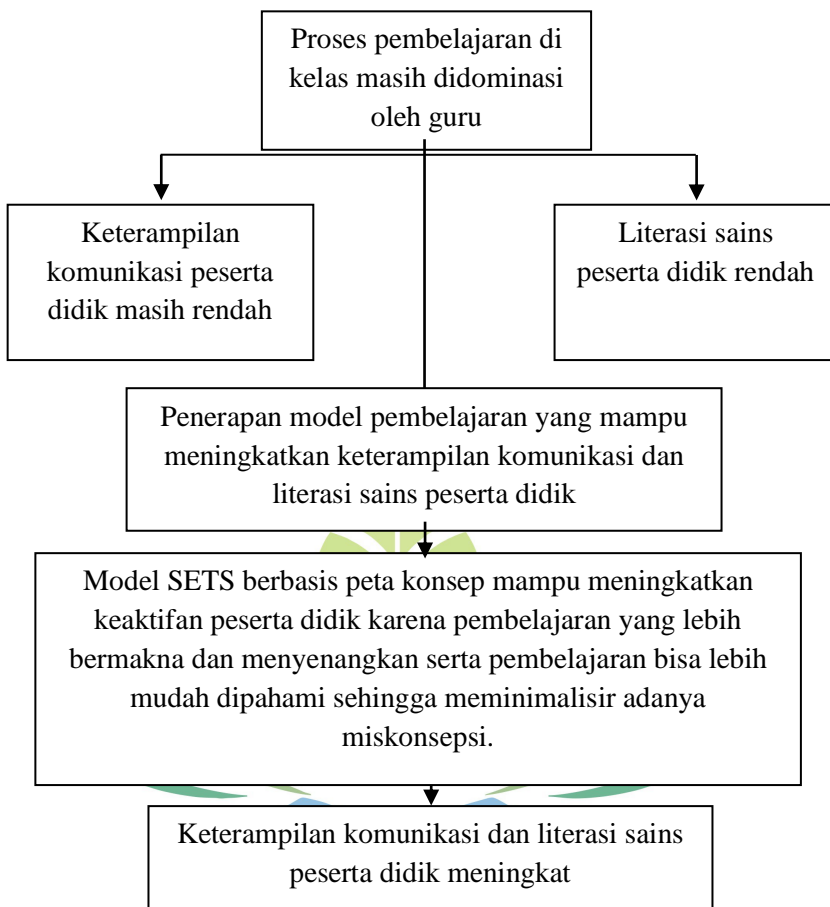 Proses pembelajaran di
kelas masih didominasi
oleh guru
Keterampilan
komunikasi peserta
didik masih rendah
Literasi sains
peserta didik rendah
Penerapan model pembelajaran yang mampu
meningkatkan keterampilan komunikasi dan
literasi sains peserta didik
Model SETS berbasis peta konsep mampu meningkatkan
keaktifan peserta didik karena pembelajaran yang lebih
bermakna dan menyenangkan serta pembelajaran bisa lebih
mudah dipahami sehingga meminimalisir adanya
miskonsepsi.
Keterampilan komunikasi dan literasi sains
peserta didik meningkat